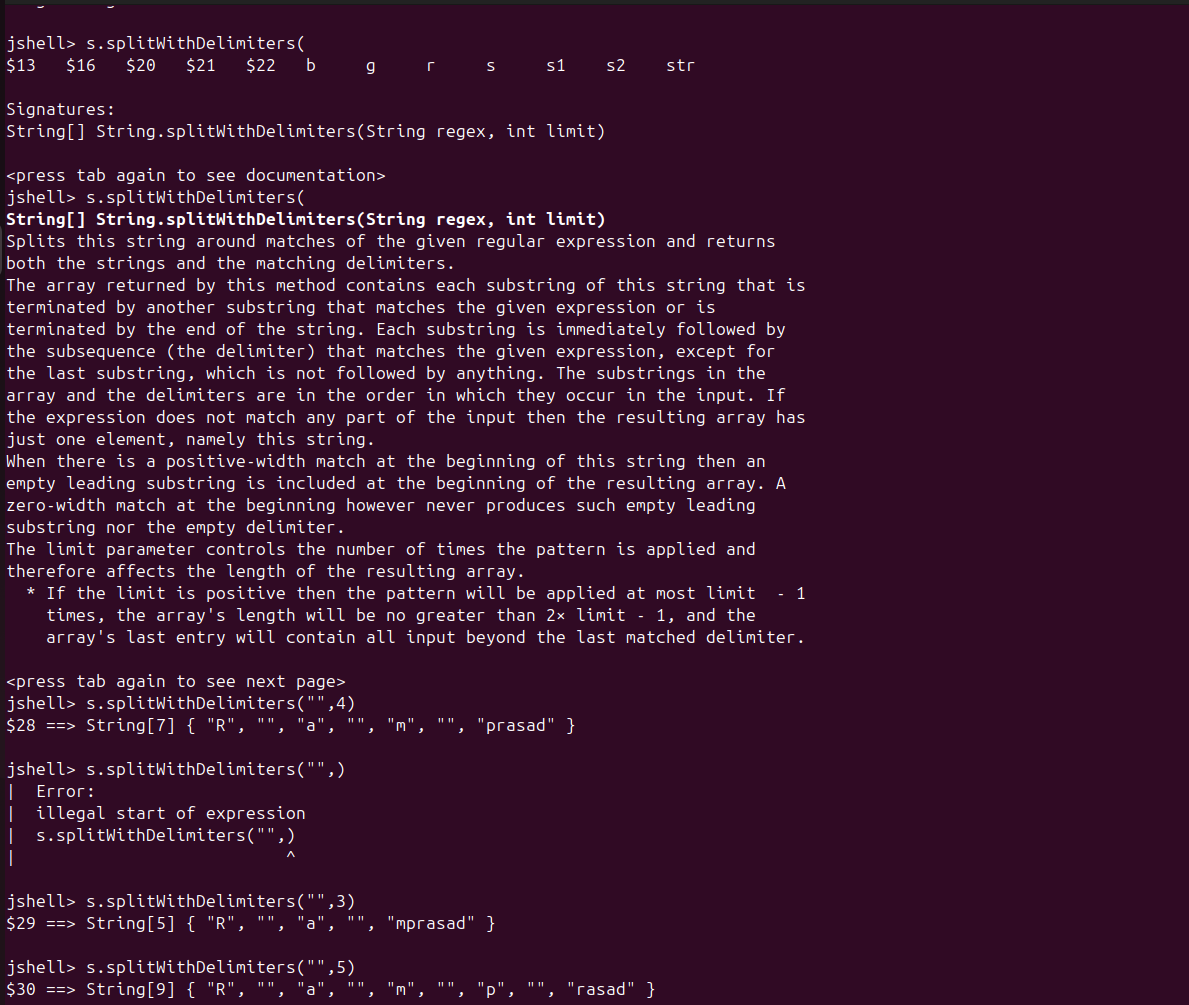 jshell> s.splitWithDelimiters(
$13   $16   $20   $21   $22   b     g     r     s     s1    s2    str

Signatures:
String[] String.splitWithDelimiters(String regex, int limit)

<press tab again to see documentation>
jshell> s.splitWithDelimiters(
String[] String.splitWithDelimiters(String regex, int limit)
Splits this string around matches of the given regular expression and returns
both the strings and the matching delimiters.
The array returned by this method contains each substring of this string that is
terminated by another substring that matches the given expression or is
terminated by the end of the string. Each substring is immediately followed by
the subsequence (the delimiter) that matches the given expression, except for
the last substring, which is not followed by anything. The substrings in the
array and the delimiters are in the order in which they occur in the input. If
the expression does not match any part of the input then the resulting array has
just one element, namely this string.
When there is a positive-width match at the beginning of this string then an
empty leading substring is included at the beginning of the resulting array. A
zero-width match at the beginning however never produces such empty leading
substring nor the empty delimiter.
The limit parameter controls the number of times the pattern is applied and
therefore affects the length of the resulting array.
  * If the limit is positive then the pattern will be applied at most limit  - 1
    times, the array's length will be no greater than 2× limit - 1, and the
    array's last entry will contain all input beyond the last matched delimiter.

<press tab again to see next page>
jshell> s.splitWithDelimiters("",4)
$28 ==> String[7] { "R", "", "a", "", "m", "", "prasad" }

jshell> s.splitWithDelimiters("",)
|  Error:
|  illegal start of expression
|  s.splitWithDelimiters("",)
|                           ^

jshell> s.splitWithDelimiters("",3)
$29 ==> String[5] { "R", "", "a", "", "mprasad" }

jshell> s.splitWithDelimiters("",5)
$30 ==> String[9] { "R", "", "a", "", "m", "", "p", "", "rasad" }